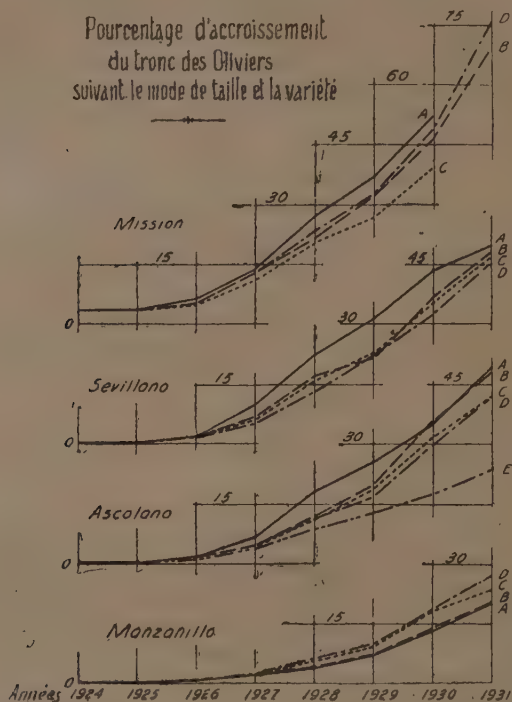 Pourcentage d'accroissement
du tronc des Oliviers
suivant le mode de taille et la variété
75
D
B
60
A
45
C
30
Mission
15
0
A
B
C
D
45
30
Sevillano
15
0
A
B
C
D
45
30
E
Ascolano
15
0
30
D
C
B
A
Manzanillo
15
0
Années 1924 1925 1926 1927 1928 1929 1930 1931